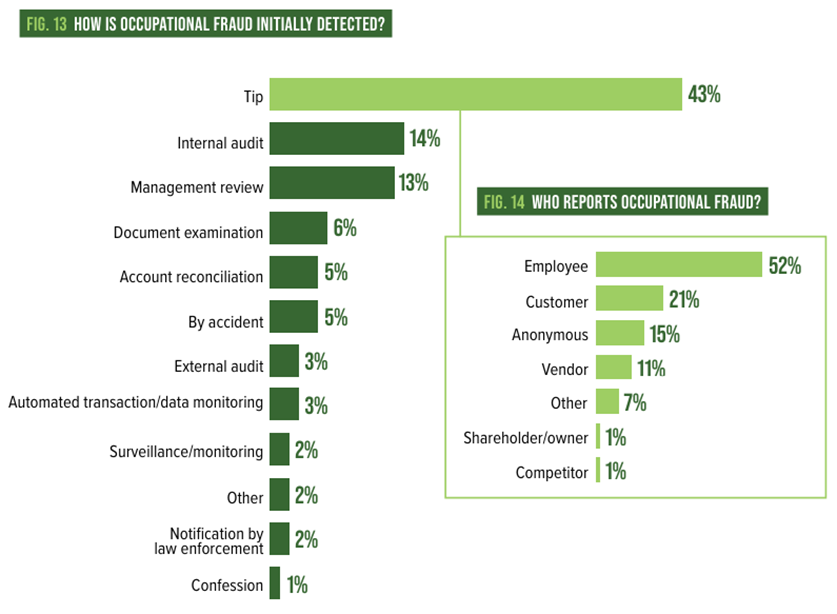 FIG. 13 HOW IS OCCUPATIONAL FRAUD INITIALLY DETECTED?
Tip 43%
Internal audit 14%
Management review 13%
Document examination 6%
Account reconciliation 5%
By accident 5%
External audit 3%
Automated transaction/data monitoring 3%
Surveillance/monitoring 2%
Other 2%
Notification by
law enforcement 2%
Confession 1%
FIG. 14 WHO REPORTS OCCUPATIONAL FRAUD?
Employee 52%
Customer 21%
Anonymous 15%
Vendor 11%
Other 7%
Shareholder/owner 1%
Competitor 1%